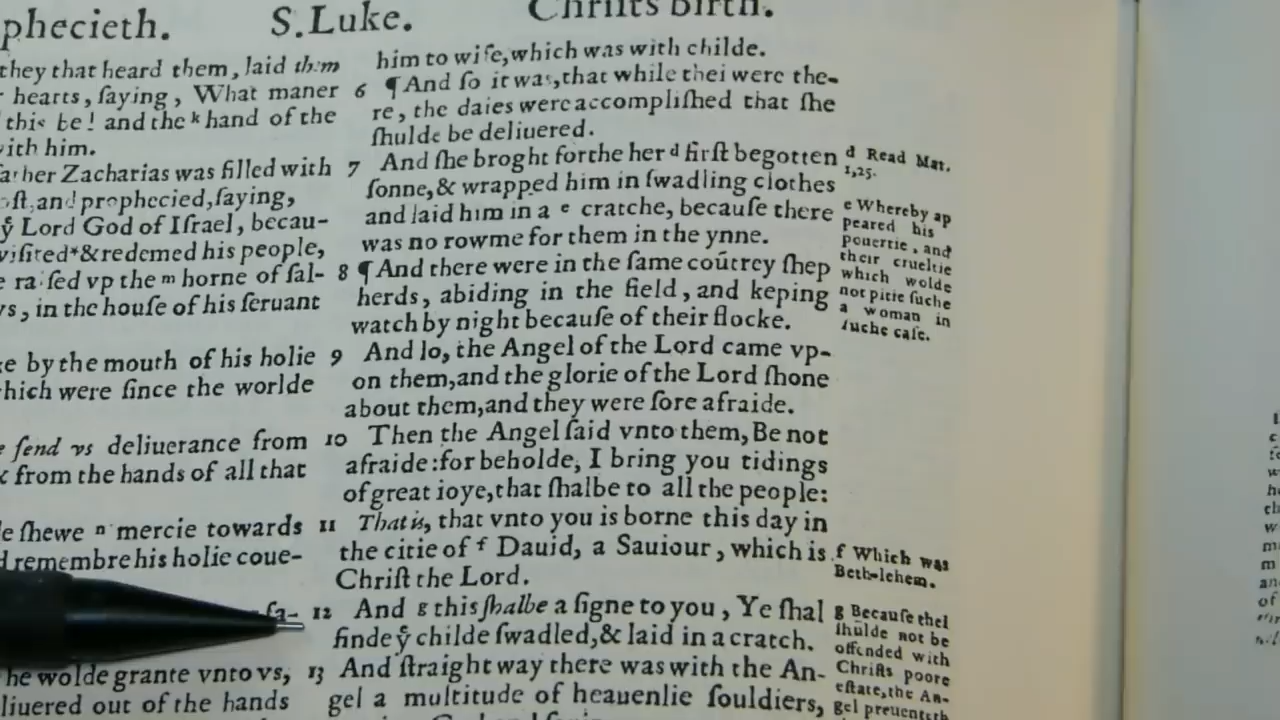 phecieth.
S.Luke.
Chriſts birth.
they that heard them, laid them
hearts, ſaying, What maner
this be! and the k hand of the
ith him.
Zacharias was filled with
and prophecied, ſaying,
ẙ Lord God of Iſrael, becau-
viſited*& redemed his people,
raiſed vp the m horne of ſal-
in the houſe of his ſeruant
by the mouth of his holie
hich were ſince the worlde
ſend vs deliuerance from
from the hands of all that
ſhewe n mercie towards
remembre his holie coue-
ſa-
he wolde grante vnto vs,
liuered out of the hands
him to wife, which was with childe.
6 ¶ And ſo it was, that while thei were the-
re, the daies were accompliſhed that ſhe
ſhulde be deliuered.
7 And ſhe broght forthe her d firſt begotten
ſonne, & wrapped him in ſwadling clothes
and laid him in a e cratche, becauſe there
was no rowme for them in the ynne.
8 ¶ And there were in the ſame coũtrey ſhep
herds, abiding in the field, and keping
watch by night becauſe of their flocke.
9 And lo, the Angel of the Lord came vp-
on them, and the glorie of the Lord ſhone
about them, and they were ſore afraide.
10 Then the Angel ſaid vnto them, Be not
afraide: for beholde, I bring you tidings
of great ioye, that ſhalbe to all the people:
11 That is, that vnto you is borne this day in
the citie of f Dauid, a Sauiour, which is
Chriſt the Lord.
12 And g this ſhalbe a ſigne to you, Ye ſhal
finde ẙ childe ſwadled, & laid in a cratch.
13 And ſtraight way there was with the An-
gel a multitude of heauenlie ſouldiers,
d Read Mat.
1,25.
e Whereby ap
peared his
pouertie, and
their crueltie
which wolde
not pitie ſuche
a woman in
ſuche caſe.
f Which was
Beth-lehem.
g Becauſe thei
ſhulde not be
offended with
Chriſts poore
eſtate, the An-
gel preuenteth